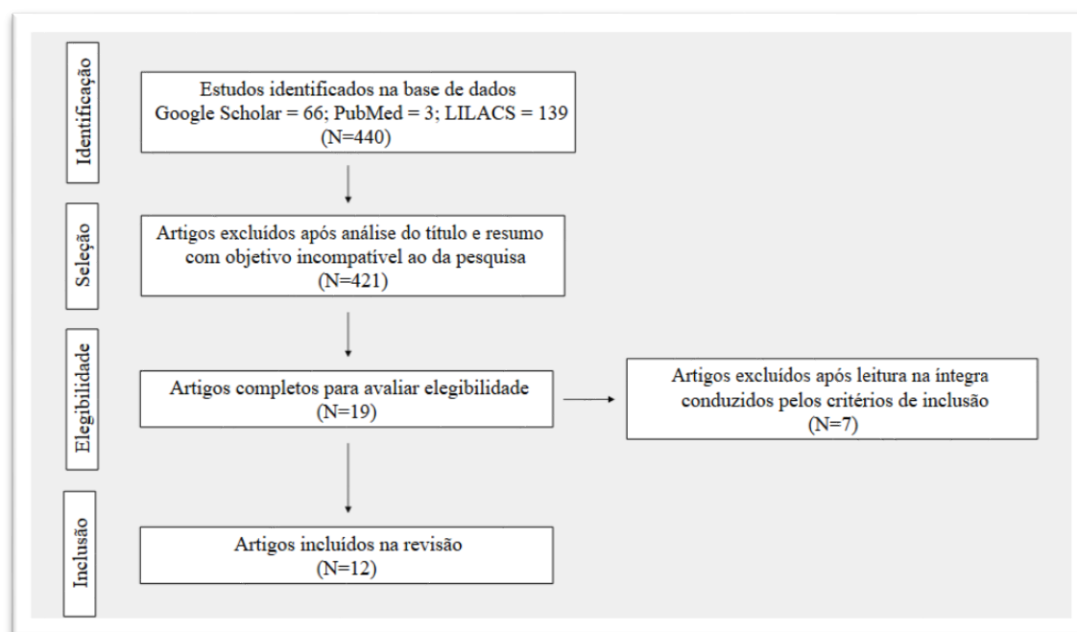 Identificação
Estudos identificados na base de dados
Google Scholar = 66; PubMed = 3; LILACS = 139
(N=440)
Seleção
Artigos excluídos após análise do título e resumo
com objetivo incompatível ao da pesquisa
(N=421)
Elegibilidade
Artigos completos para avaliar elegibilidade
(N=19)
Artigos excluídos após leitura na íntegra
conduzidos pelos critérios de inclusão
(N=7)
Inclusão
Artigos incluídos na revisão
(N=12)